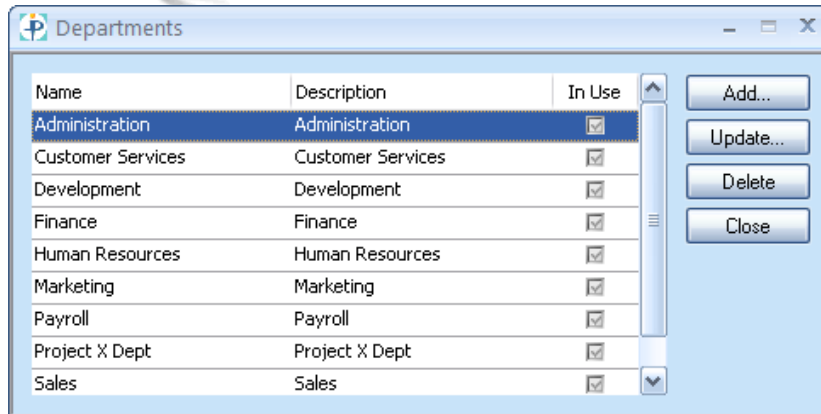 Departments
Name Description In Use
Administration Administration
Customer Services Customer Services
Development Development
Finance Finance
Human Resources Human Resources
Marketing Marketing
Payroll Payroll
Project X Dept Project X Dept
Sales Sales
Add...
Update...
Delete
Close